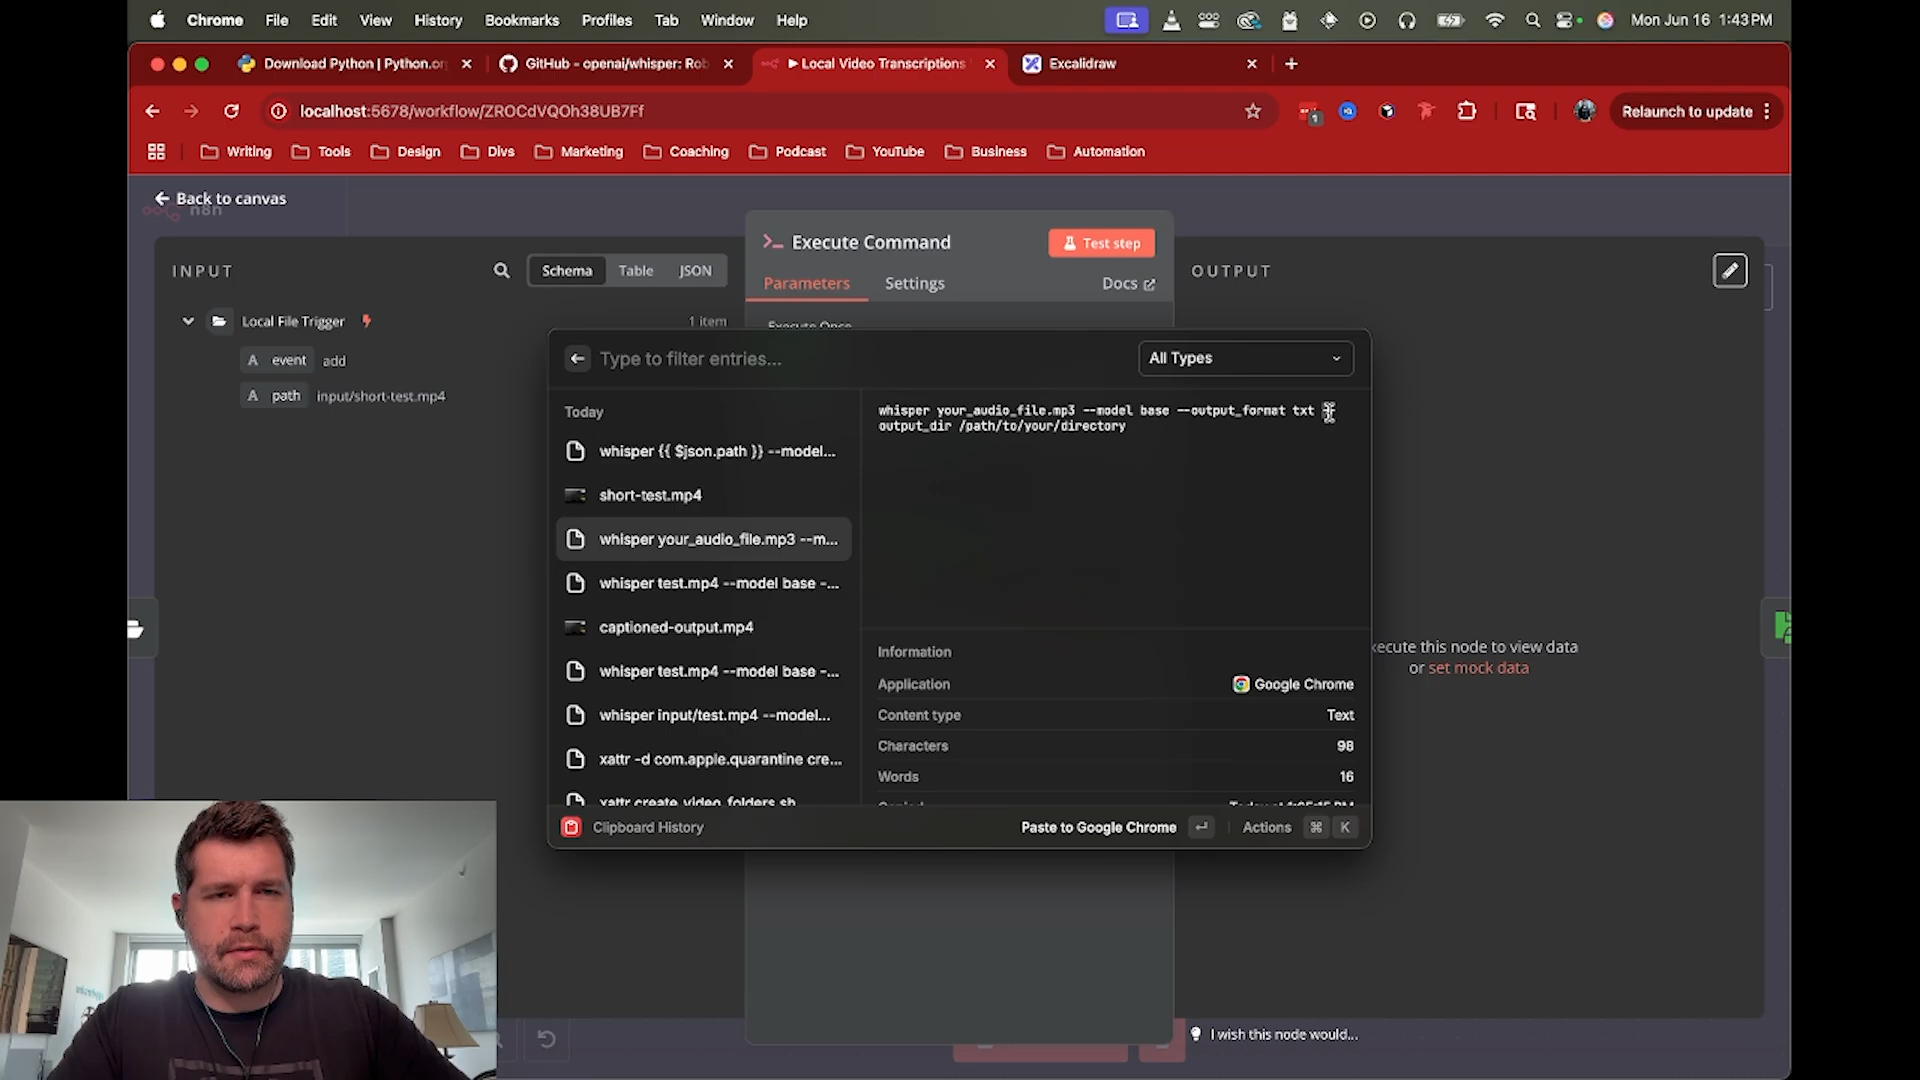 Chrome File Edit View History Bookmarks Profiles Tab Window Help Mon Jun 16 1:43 PM
Download Python | Python.or GitHub - openai/whisper: Rob Local Video Transcriptions Excalidraw
localhost:5678/workflow/ZROCdVQOh38UB7Ff 1 Relaunch to update
Writing Tools Design Divs Marketing Coaching Podcast YouTube Business Automation
Back to canvas
n8n
Execute Command Test step
INPUT Schema Table JSON Parameters Settings Docs OUTPUT
Local File Trigger 1 item Execute Once
A event add
A path input/short-test.mp4
Type to filter entries... All Types
Today
whisper {{ $json.path }} --model...
short-test.mp4
whisper your_audio_file.mp3 --m...
whisper test.mp4 --model base -...
captioned-output.mp4
whisper test.mp4 --model base -...
whisper input/test.mp4 --model...
xattr -d com.apple.quarantine cre...
xattr create_video_folders.sh
whisper your_audio_file.mp3 --model base --output_format txt
output_dir /path/to/your/directory
Information
Application Google Chrome
Content type Text
Characters 98
Words 16
Clipboard History Paste to Google Chrome Actions ⌘ K
xecute this node to view data
or set mock data
I wish this node would...